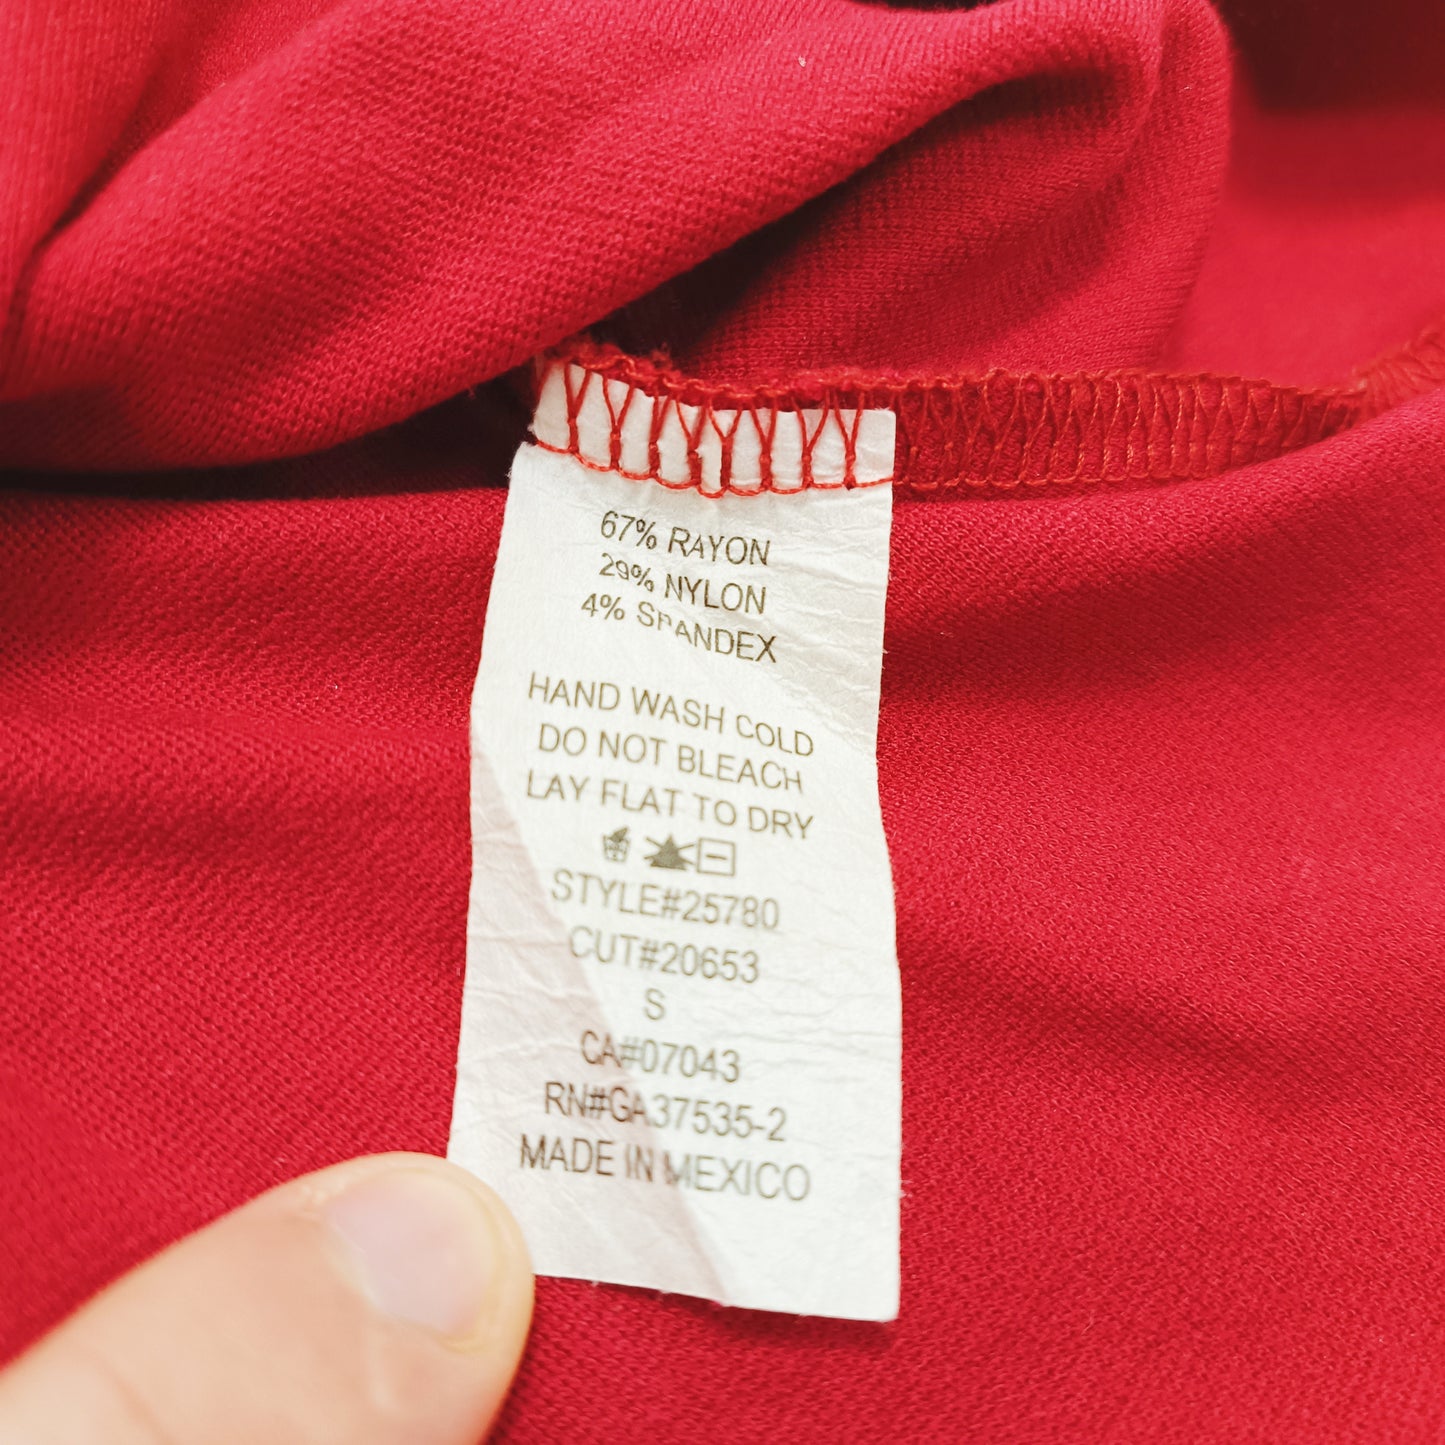 67% RAYON
29% NYLON
4% SPANDEX
HAND WASH COLD
DO NOT BLEACH
LAY FLAT TO DRY
STYLE#25780
CUT#20653
S
CA#07043
RN#GA37535-2
MADE IN MEXICO